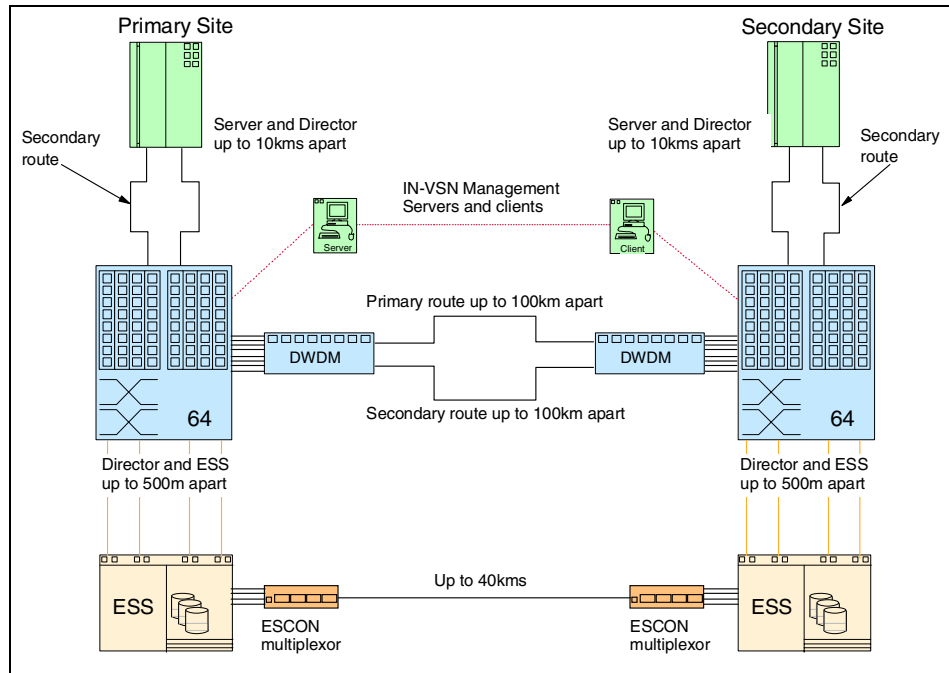 Primary Site
Secondary Site
Secondary
route
Server and Director
up to 10kms apart
Server and Director
up to 10kms apart
Secondary
route
IN-VSN Management
Servers and clients
Server
Client
Primary route up to 100km apart
DWDM
DWDM
Secondary route up to 100km apart
64
64
Director and ESS
up to 500m apart
Director and ESS
up to 500m apart
ESS
Up to 40kms
ESS
ESCON
multiplexor
ESCON
multiplexor